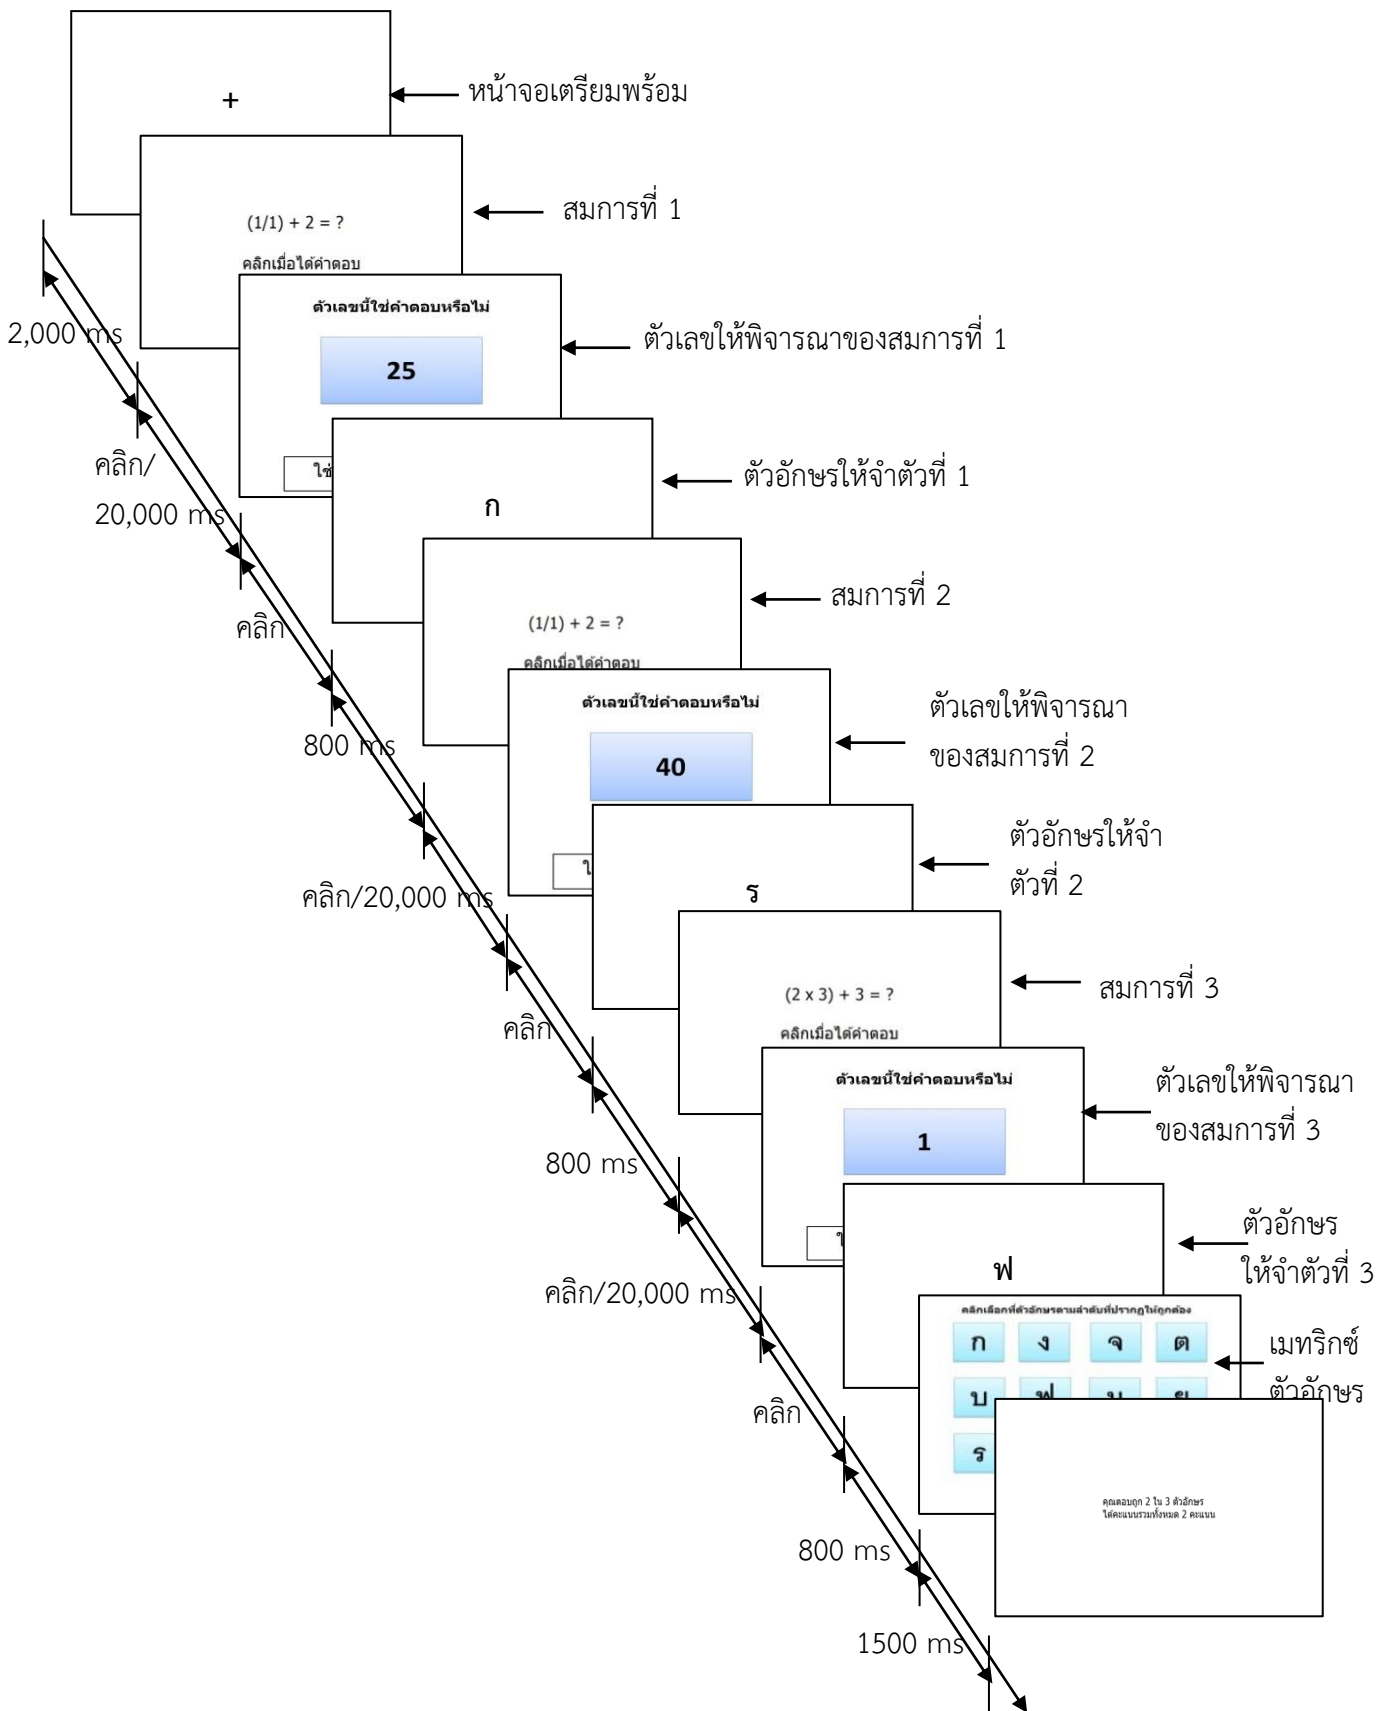 +
หน้าจอเตรียมพร้อม
(1/1) + 2 = ?
คลิกเมื่อได้คำตอบ
สมการที่ 1
2,000 ms
ตัวเลขนี้ใช่คำตอบหรือไม่
25
ตัวเลขให้พิจารณาของสมการที่ 1
คลิก/
20,000 ms
ใช่
ก
ตัวอักษรให้จำตัวที่ 1
คลิก
(1/1) + 2 = ?
คลิกเมื่อได้คำตอบ
สมการที่ 2
800 ms
ตัวเลขนี้ใช่คำตอบหรือไม่
40
ตัวเลขให้พิจารณา
ของสมการที่ 2
คลิก/20,000 ms
ร
ตัวอักษรให้จำ
ตัวที่ 2
คลิก
(2 x 3) + 3 = ?
คลิกเมื่อได้คำตอบ
สมการที่ 3
800 ms
ตัวเลขนี้ใช่คำตอบหรือไม่
1
ตัวเลขให้พิจารณา
ของสมการที่ 3
คลิก/20,000 ms
ฟ
ตัวอักษร
ให้จำตัวที่ 3
คลิก
คลิกเลือกที่ตัวอักษรตามลำดับที่ปรากฏให้ถูกต้อง
ก ง จ ต
บ ฟ ม ย
ร
เมทริกซ์
ตัวอักษร
800 ms
คุณตอบถูก 2 ใน 3 ตัวอักษร
ได้คะแนนรวมทั้งหมด 2 คะแนน
1500 ms